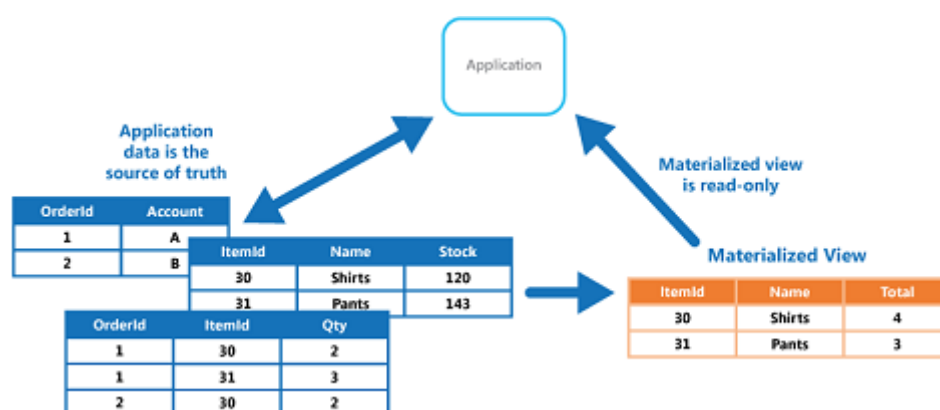 Application
Application
data is the
source of truth
Materialized view
is read-only
OrderId Account
1 A
2 B
ItemId Name Stock
30 Shirts 120
31 Pants 143
OrderId ItemId Qty
1 30 2
1 31 3
2 30 2
Materialized View
ItemId Name Total
30 Shirts 4
31 Pants 3